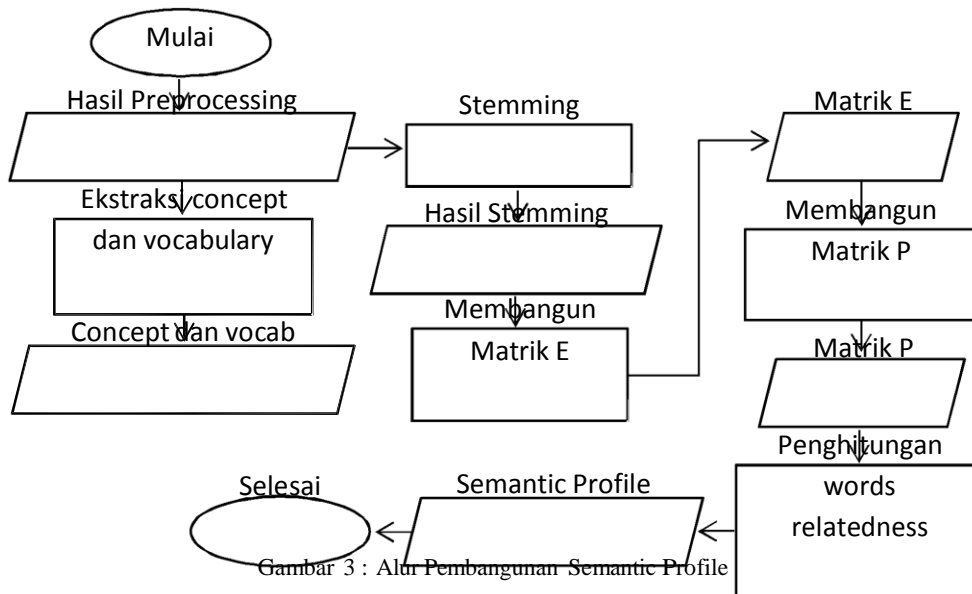 Mulai
Hasil Preprocessing
Ekstraksi concept
dan vocabulary
Concept dan vocab
Stemming
Hasil Stemming
Membangun
Matrik E
Matrik E
Membangun
Matrik P
Matrik P
Penghitungan
words
relatedness
Semantic Profile
Selesai
Gambar 3 : Alur Pembangunan Semantic Profile